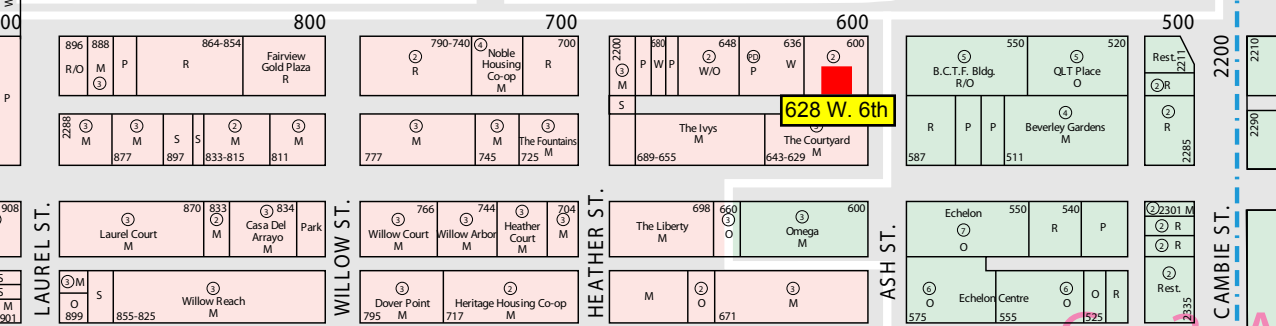 00 800 700 600 500
896 888 864-854 Fairview 790-740 ④ Noble 700 2200 680 648 636 600 550 520 2211 2200 2210
R/O M P R Gold Plaza ② Housing R P W P ② PD W ② ⑤ ⑤ Rest.
③ R R Co-op ③ W/O P B.C.T.F. Bldg. QLT Place ② R
P M R/O O
S 628 W. 6th
2288 ③ ③ S S ② ③ ③ ③ ③ The Ivys The Courtyard R P P ④ ② 2290
M M M M M M M M M Beverley Gardens R
The Fountains M
877 897 833-815 811 777 745 725 M 689-655 643-629 587 511 2285
908 870 833 ③ 834 766 744 ③ 704 698 660 ③ 600 Echelon 550 540 ② 2301 M
③ ② Casa Del Park ③ ③ Heather ③ The Liberty ③ Omega ⑦ R P ② R
Laurel Court M Arrayo Willow Court Willow Arbor Court M M O M O ② R
M M M M M
LAUREL ST. WILLOW ST. HEATHER ST. ASH ST. CAMBIE ST.
S ③ M S ③ ③ ② M ② ③ ⑥ Echelon Centre ⑥ O R ②
S O Willow Reach Dover Point Heritage Housing Co-op O M O O Rest.
M M M M
901 899 855-825 795 717 671 575 555 525 2335